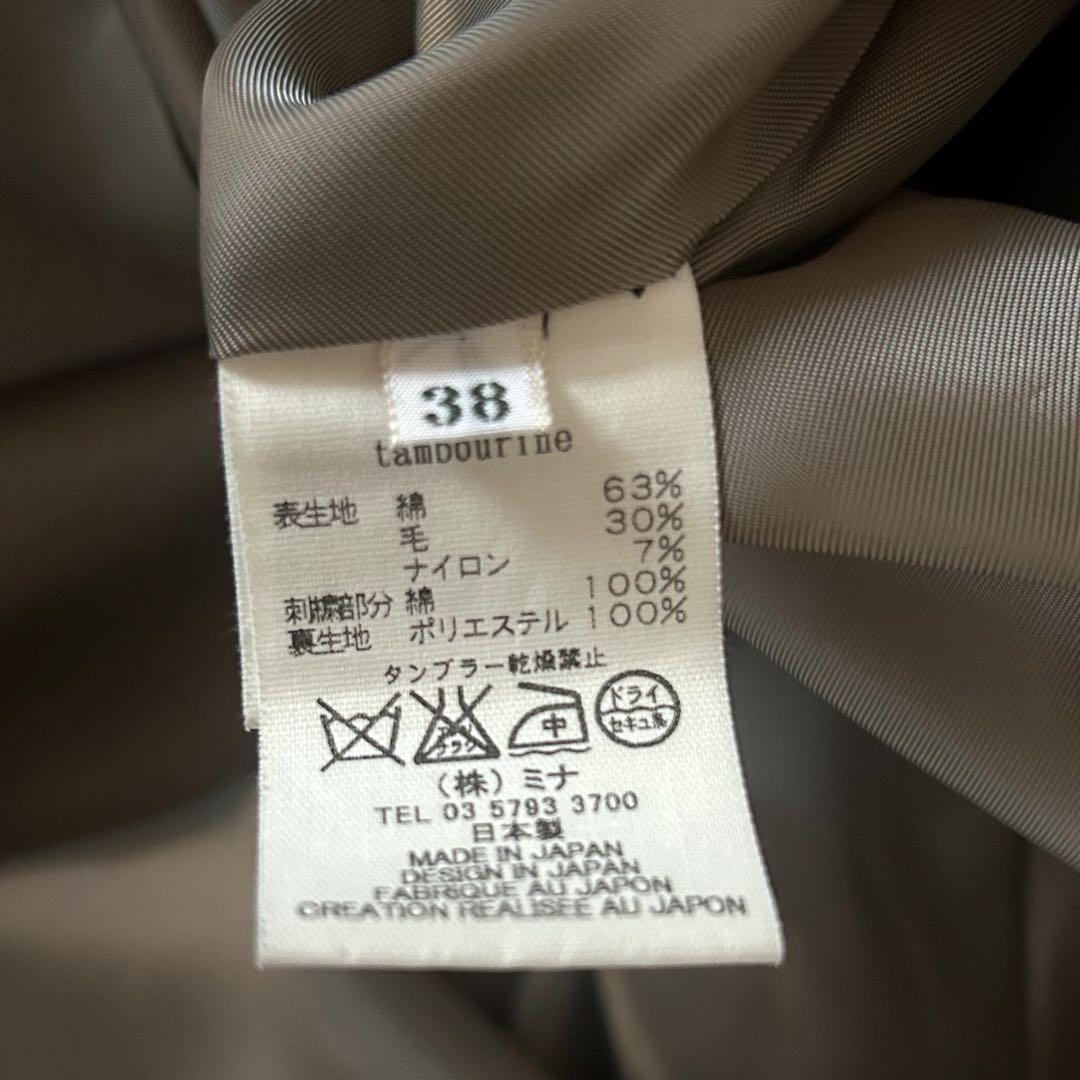 38
tambourine
表生地 綿 63%
毛 30%
ナイロン 7%
刺繍部分 綿 100%
裏生地 ポリエステル 100%
タンブラー乾燥禁止
中
ドライ
セキユ系
(株)ミナ
TEL 03 5793 3700
日本製
MADE IN JAPAN
DESIGN IN JAPAN
FABRIQUE AU JAPON
CREATION REALISEE AU JAPON